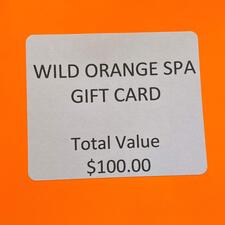 WILD ORANGE SPA
GIFT CARD
Total Value
$100.00